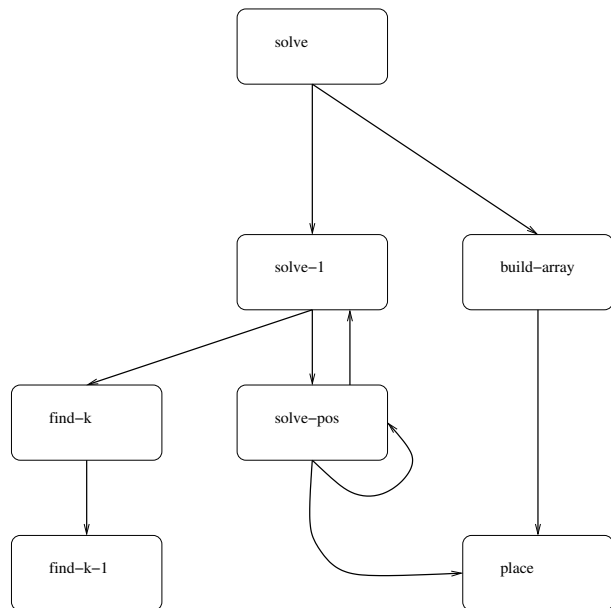 solve
solve-1
build-array
find-k
solve-pos
find-k-1
place